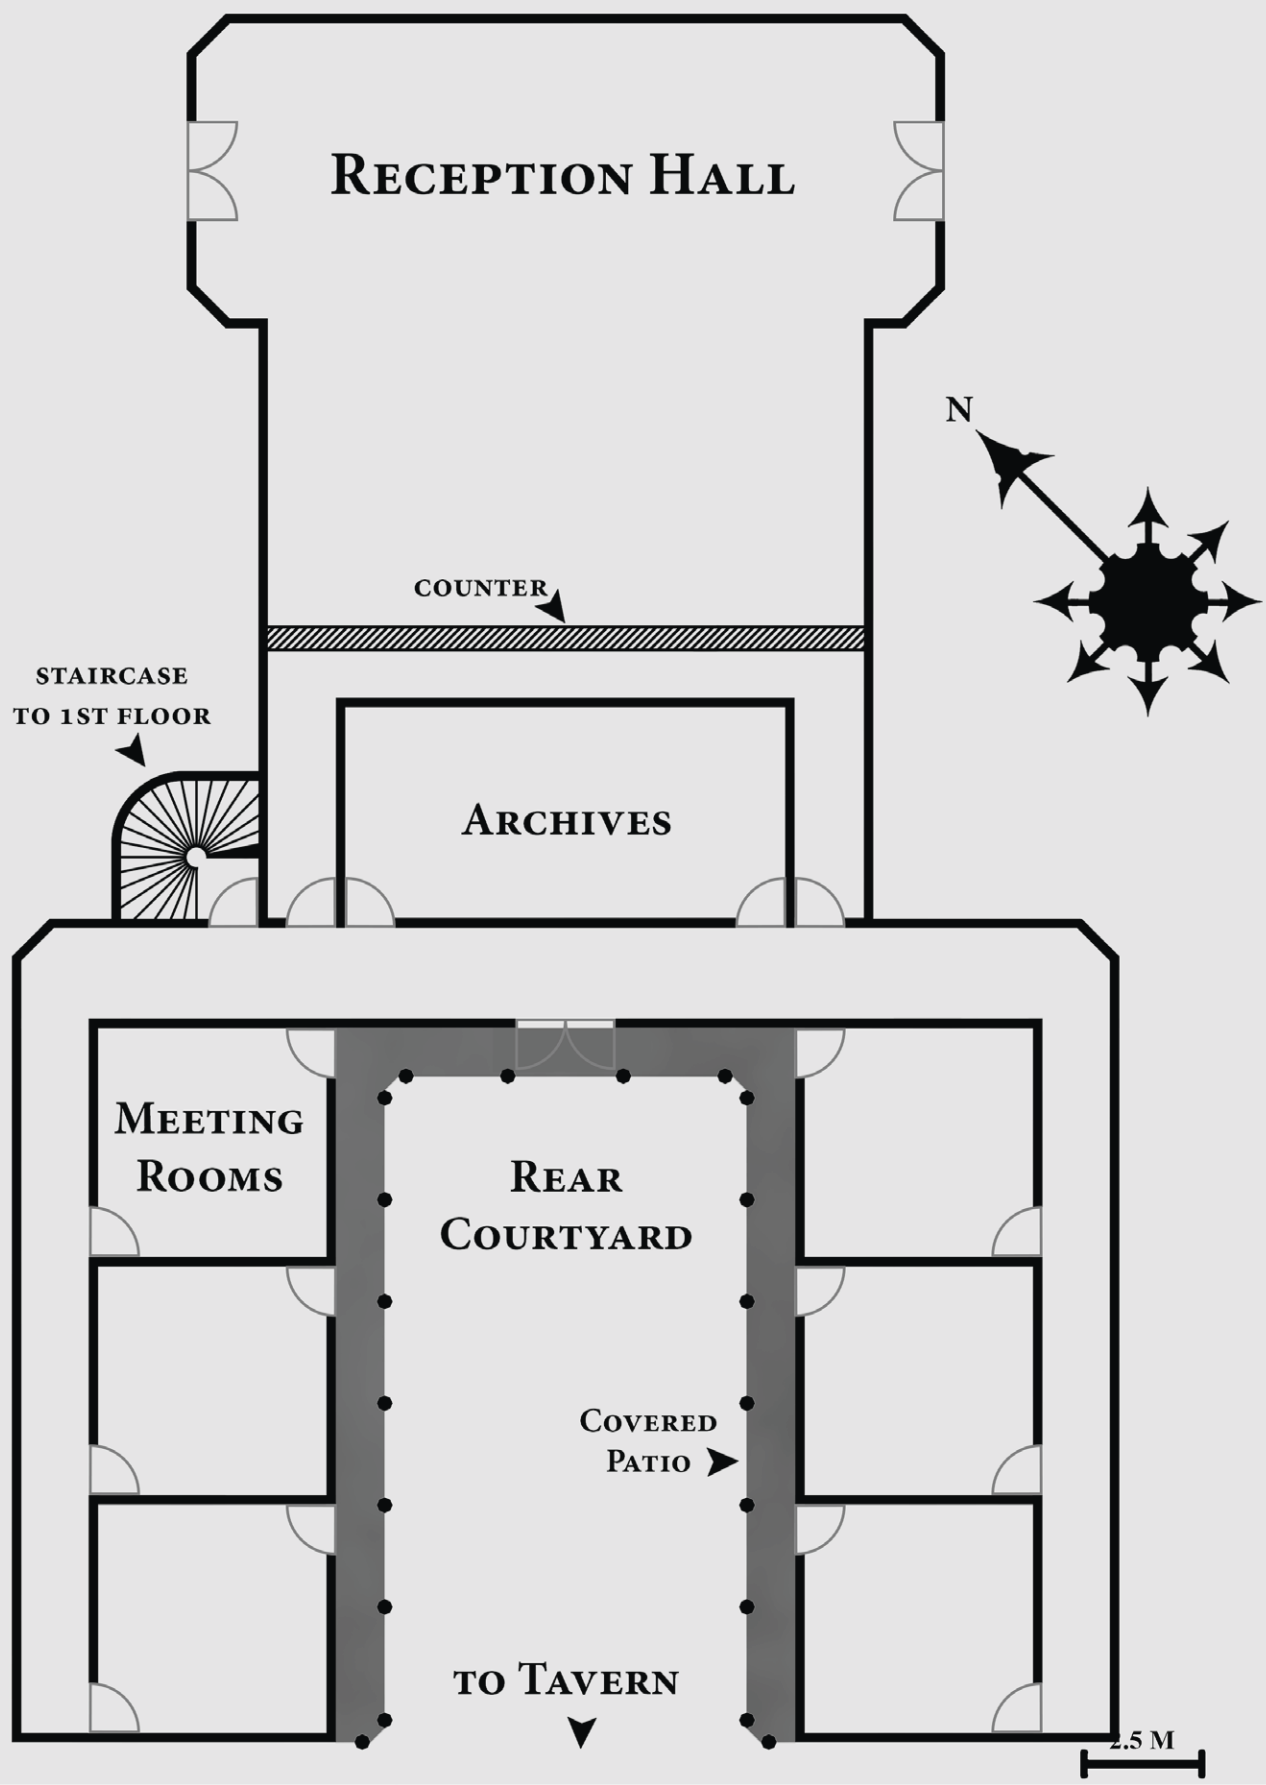 Reception Hall
N
counter
staircase
to 1st floor
Archives
Meeting
Rooms
Rear
Courtyard
Covered
Patio
to Tavern
2.5 M